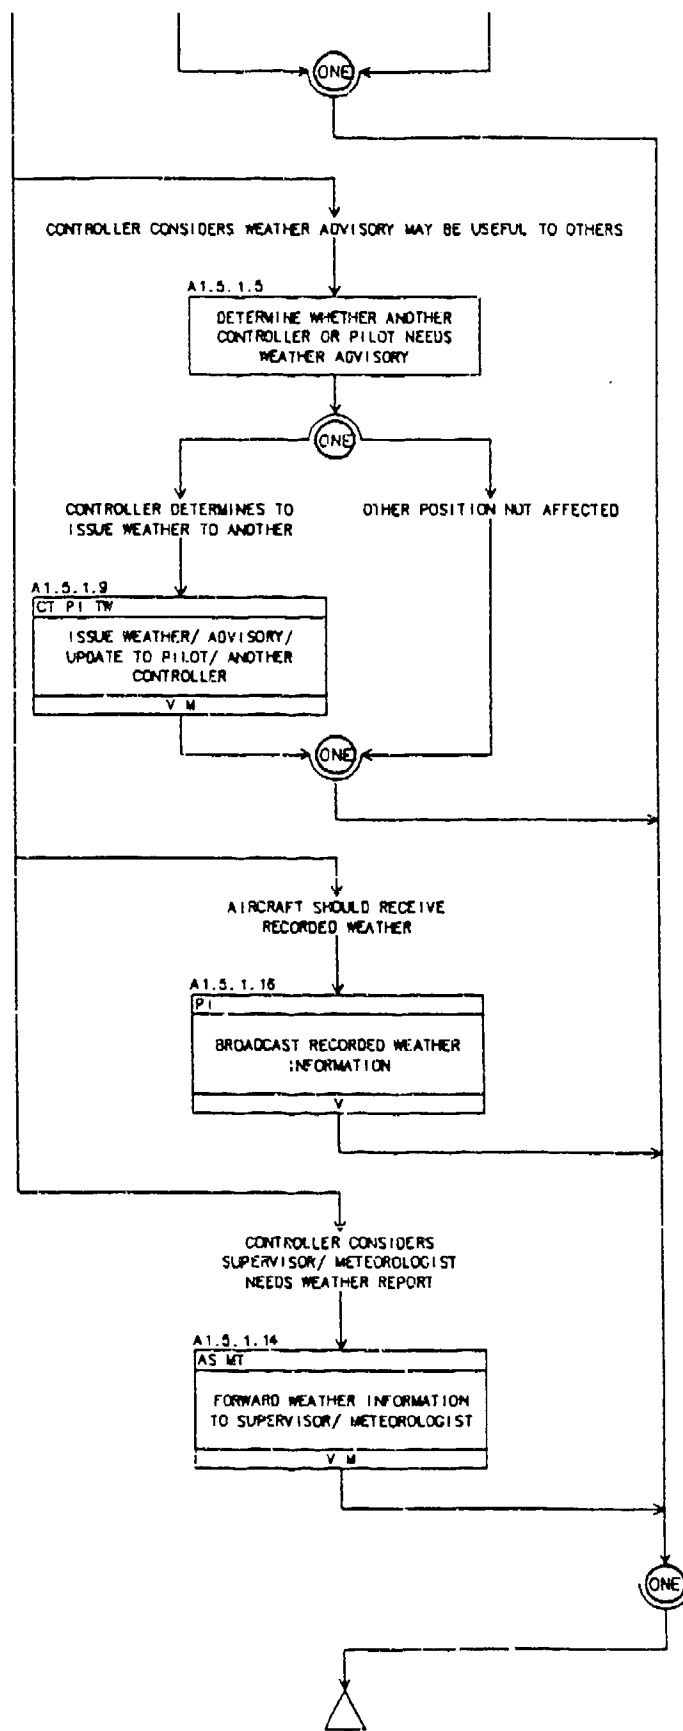 ONE
CONTROLLER CONSIDERS WEATHER ADVISORY MAY BE USEFUL TO OTHERS
A1.5.1.5
DETERMINE WHETHER ANOTHER
CONTROLLER OR PILOT NEEDS
WEATHER ADVISORY
ONE
CONTROLLER DETERMINES TO
ISSUE WEATHER TO ANOTHER
OTHER POSITION NOT AFFECTED
A1.5.1.9
CT PI TW
ISSUE WEATHER/ ADVISORY/
UPDATE TO PILOT/ ANOTHER
CONTROLLER
V M
ONE
AIRCRAFT SHOULD RECEIVE
RECORDED WEATHER
A1.5.1.16
PI
BROADCAST RECORDED WEATHER
INFORMATION
V
CONTROLLER CONSIDERS
SUPERVISOR/ METEOROLOGIST
NEEDS WEATHER REPORT
A1.5.1.14
AS MT
FORWARD WEATHER INFORMATION
TO SUPERVISOR/ METEOROLOGIST
V M
ONE